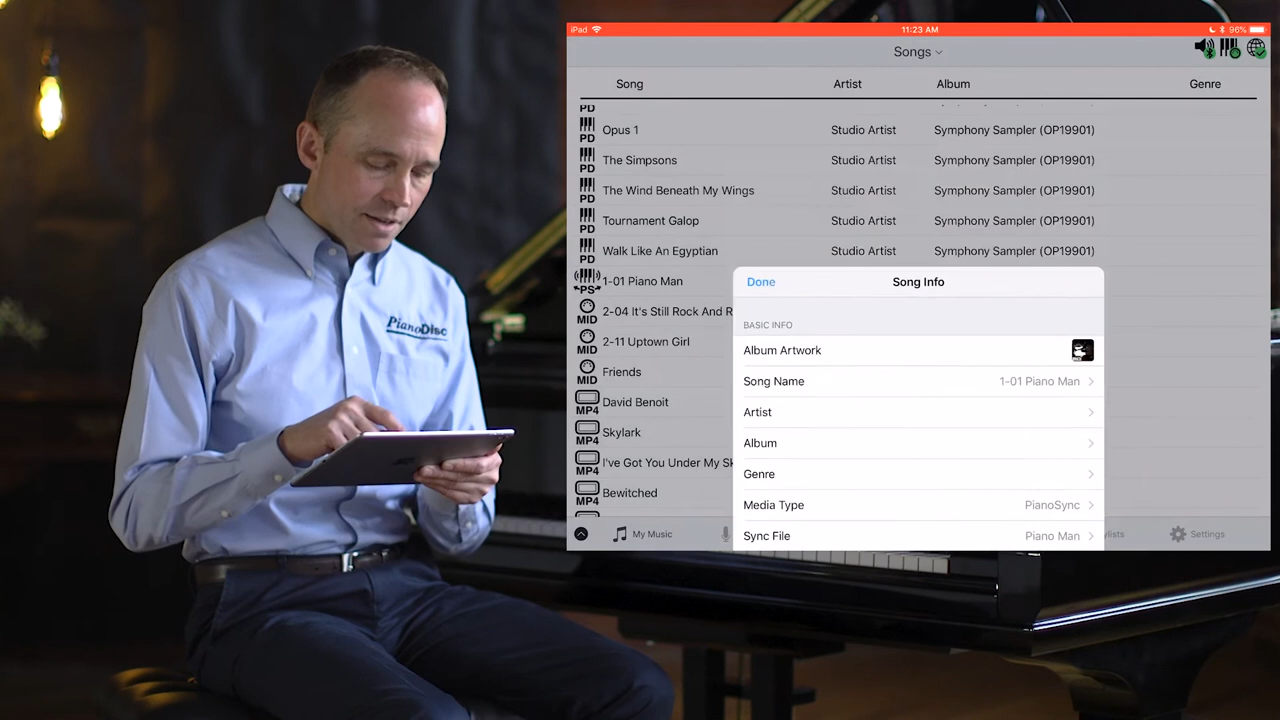 iPad 11:23 AM 96%
Songs
Song Artist Album Genre
PD
PD Opus 1 Studio Artist Symphony Sampler (OP19901)
PD The Simpsons Studio Artist Symphony Sampler (OP19901)
PD The Wind Beneath My Wings Studio Artist Symphony Sampler (OP19901)
PD Tournament Galop Studio Artist Symphony Sampler (OP19901)
PD Walk Like An Egyptian Studio Artist Symphony Sampler (OP19901)
PS 1-01 Piano Man
MID 2-04 It's Still Rock And R
MID 2-11 Uptown Girl
MID Friends
MP4 David Benoit
MP4 Skylark
MP4 I've Got You Under My Sk
MP4 Bewitched
My Music
lists
Settings
Done Song Info
BASIC INFO
Album Artwork
Song Name 1-01 Piano Man
Artist
Album
Genre
Media Type PianoSync
Sync File Piano Man
PianoDisc